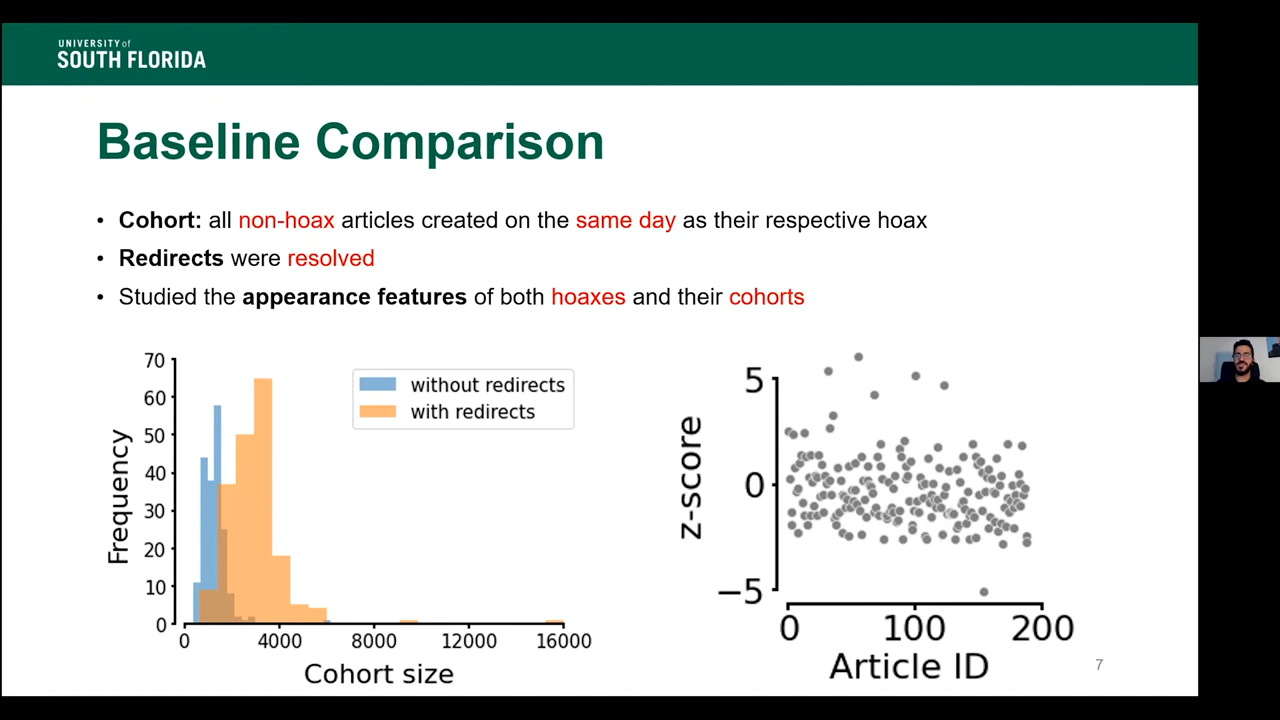 UNIVERSITY of
SOUTH FLORIDA
Baseline Comparison
• Cohort: all non-hoax articles created on the same day as their respective hoax
• Redirects were resolved
• Studied the appearance features of both hoaxes and their cohorts
70
60
50
40
30
20
10
0
Frequency
without redirects
with redirects
0 4000 8000 12000 16000
Cohort size
5
0
−5
z-score
0 100 200
Article ID
7